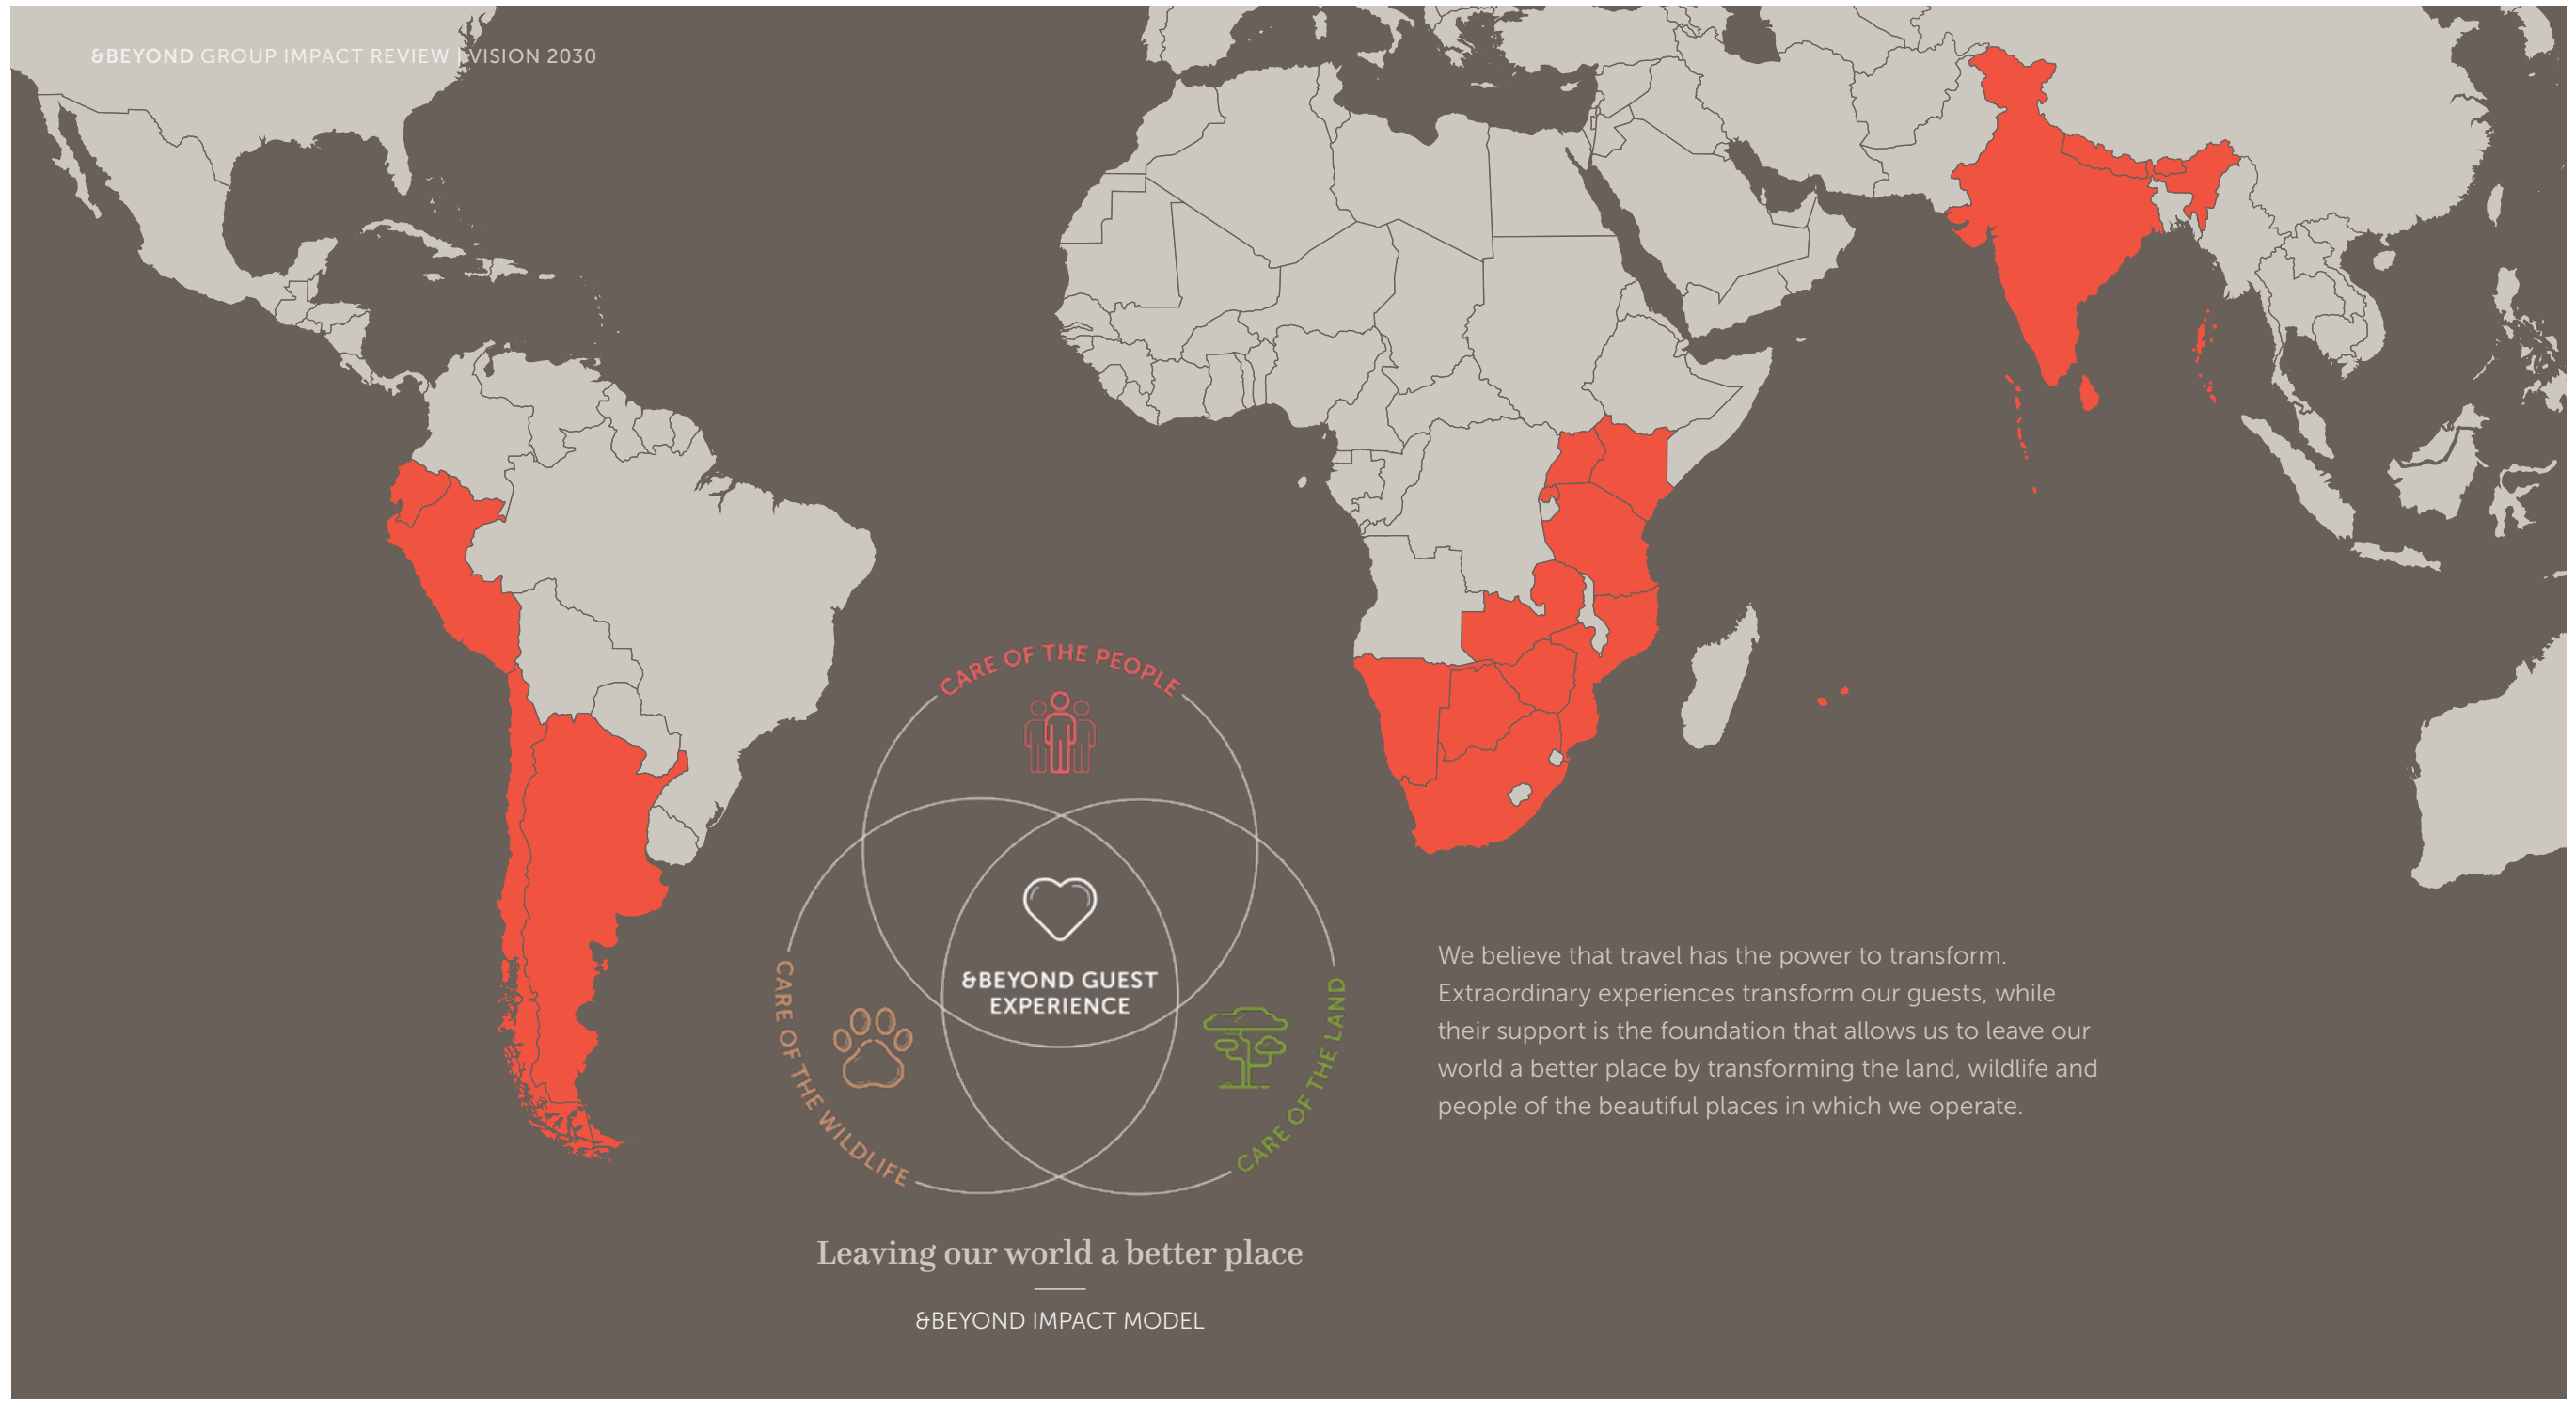 &BEYOND GROUP IMPACT REVIEW | VISION 2030
CARE OF THE PEOPLE
&BEYOND GUEST
EXPERIENCE
CARE OF THE WILDLIFE
CARE OF THE LAND
We believe that travel has the power to transform.
Extraordinary experiences transform our guests, while
their support is the foundation that allows us to leave our
world a better place by transforming the land, wildlife and
people of the beautiful places in which we operate.
Leaving our world a better place
&BEYOND IMPACT MODEL